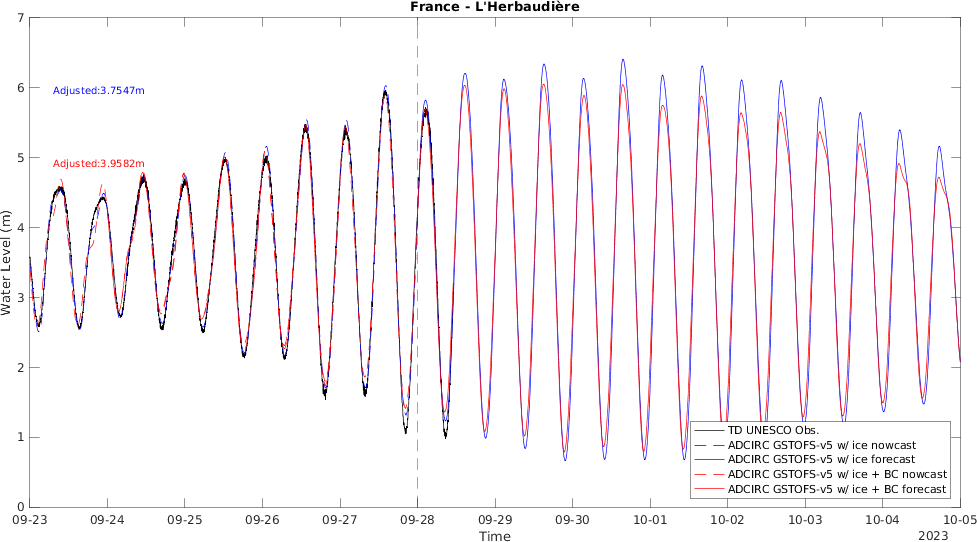 France - L'Herbaudière
7
6
5
4
3
2
1
0
Water Level (m)
Adjusted:3.7547m
Adjusted:3.9582m
TD UNESCO Obs.
ADCIRC GSTOFS-v5 w/ ice nowcast
ADCIRC GSTOFS-v5 w/ ice forecast
ADCIRC GSTOFS-v5 w/ ice + BC nowcast
ADCIRC GSTOFS-v5 w/ ice + BC forecast
09-23 09-24 09-25 09-26 09-27 09-28 09-29 09-30 10-01 10-02 10-03 10-04 10-05
Time
2023